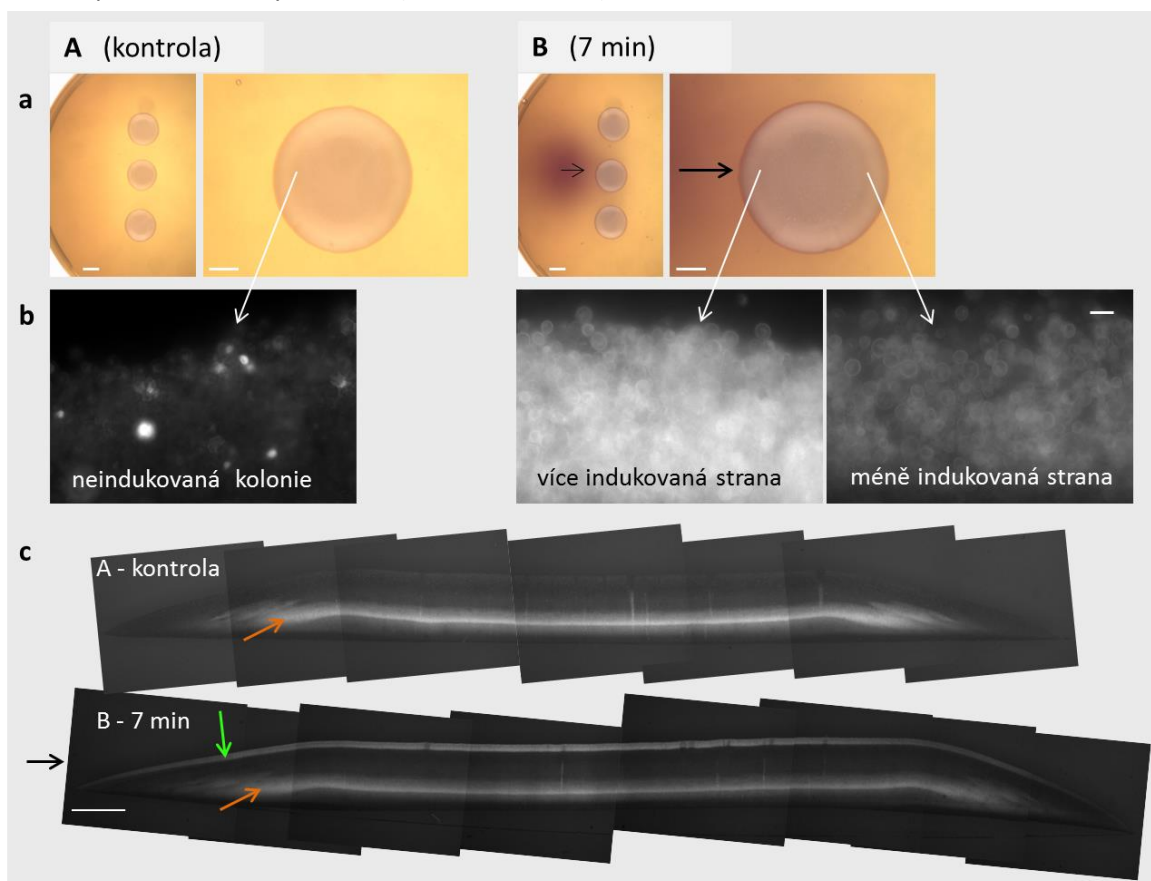 A (kontrola)
B (7 min)
a
b
neindukovaná kolonie
více indukovaná strana
méně indukovaná strana
c
A - kontrola
B - 7 min